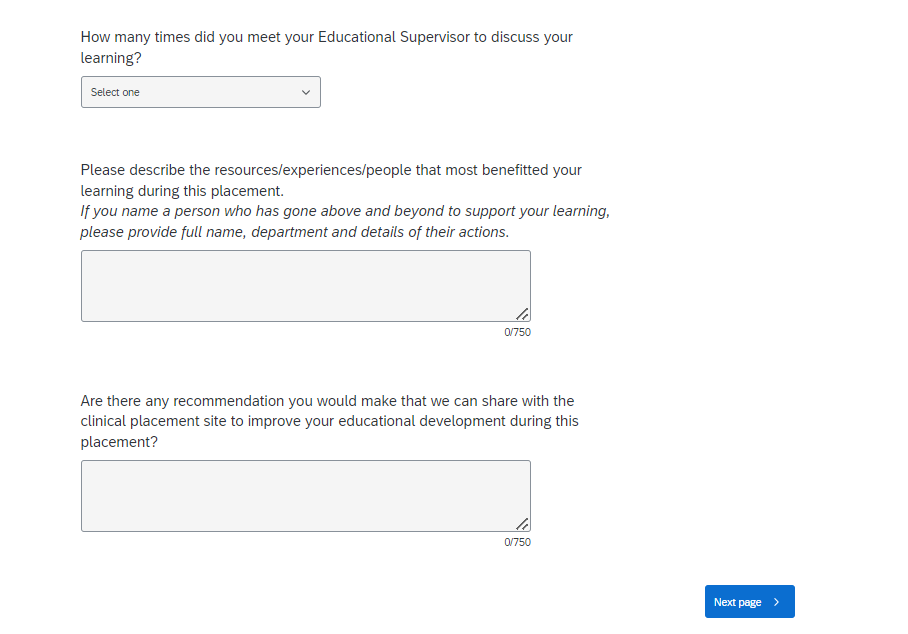 How many times did you meet your Educational Supervisor to discuss your
learning?
Select one
Please describe the resources/experiences/people that most benefitted your
learning during this placement.
If you name a person who has gone above and beyond to support your learning,
please provide full name, department and details of their actions.
0/750
Are there any recommendation you would make that we can share with the
clinical placement site to improve your educational development during this
placement?
0/750
Next page